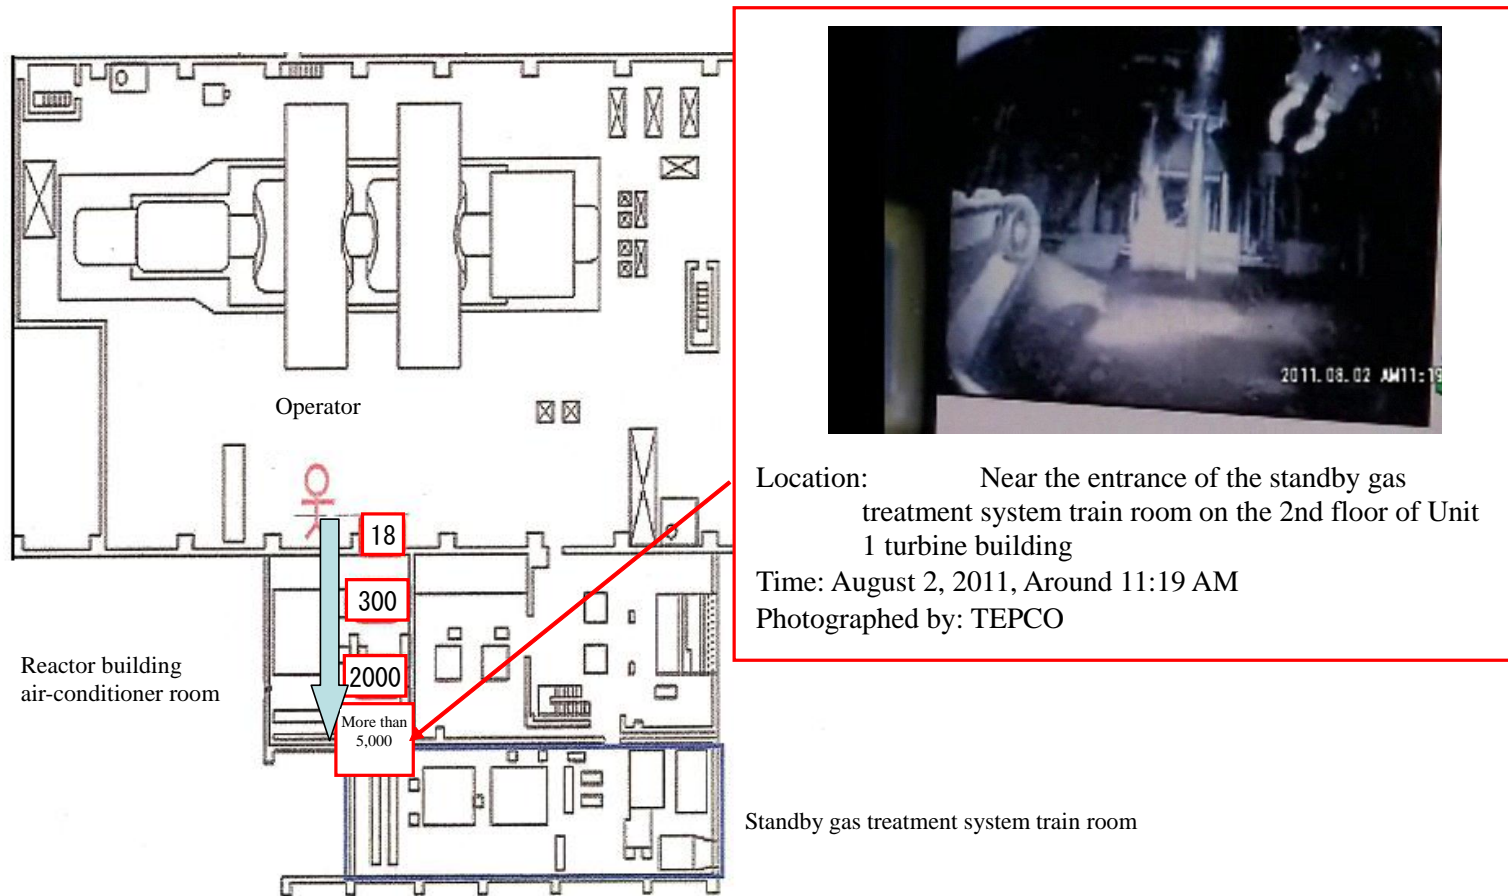 2011.08.02 AM11:19
Location: Near the entrance of the standby gas
treatment system train room on the 2nd floor of Unit
1 turbine building
Time: August 2, 2011, Around 11:19 AM
Photographed by: TEPCO
Operator
18
300
2000
More than
5,000
Reactor building
air-conditioner room
Standby gas treatment system train room